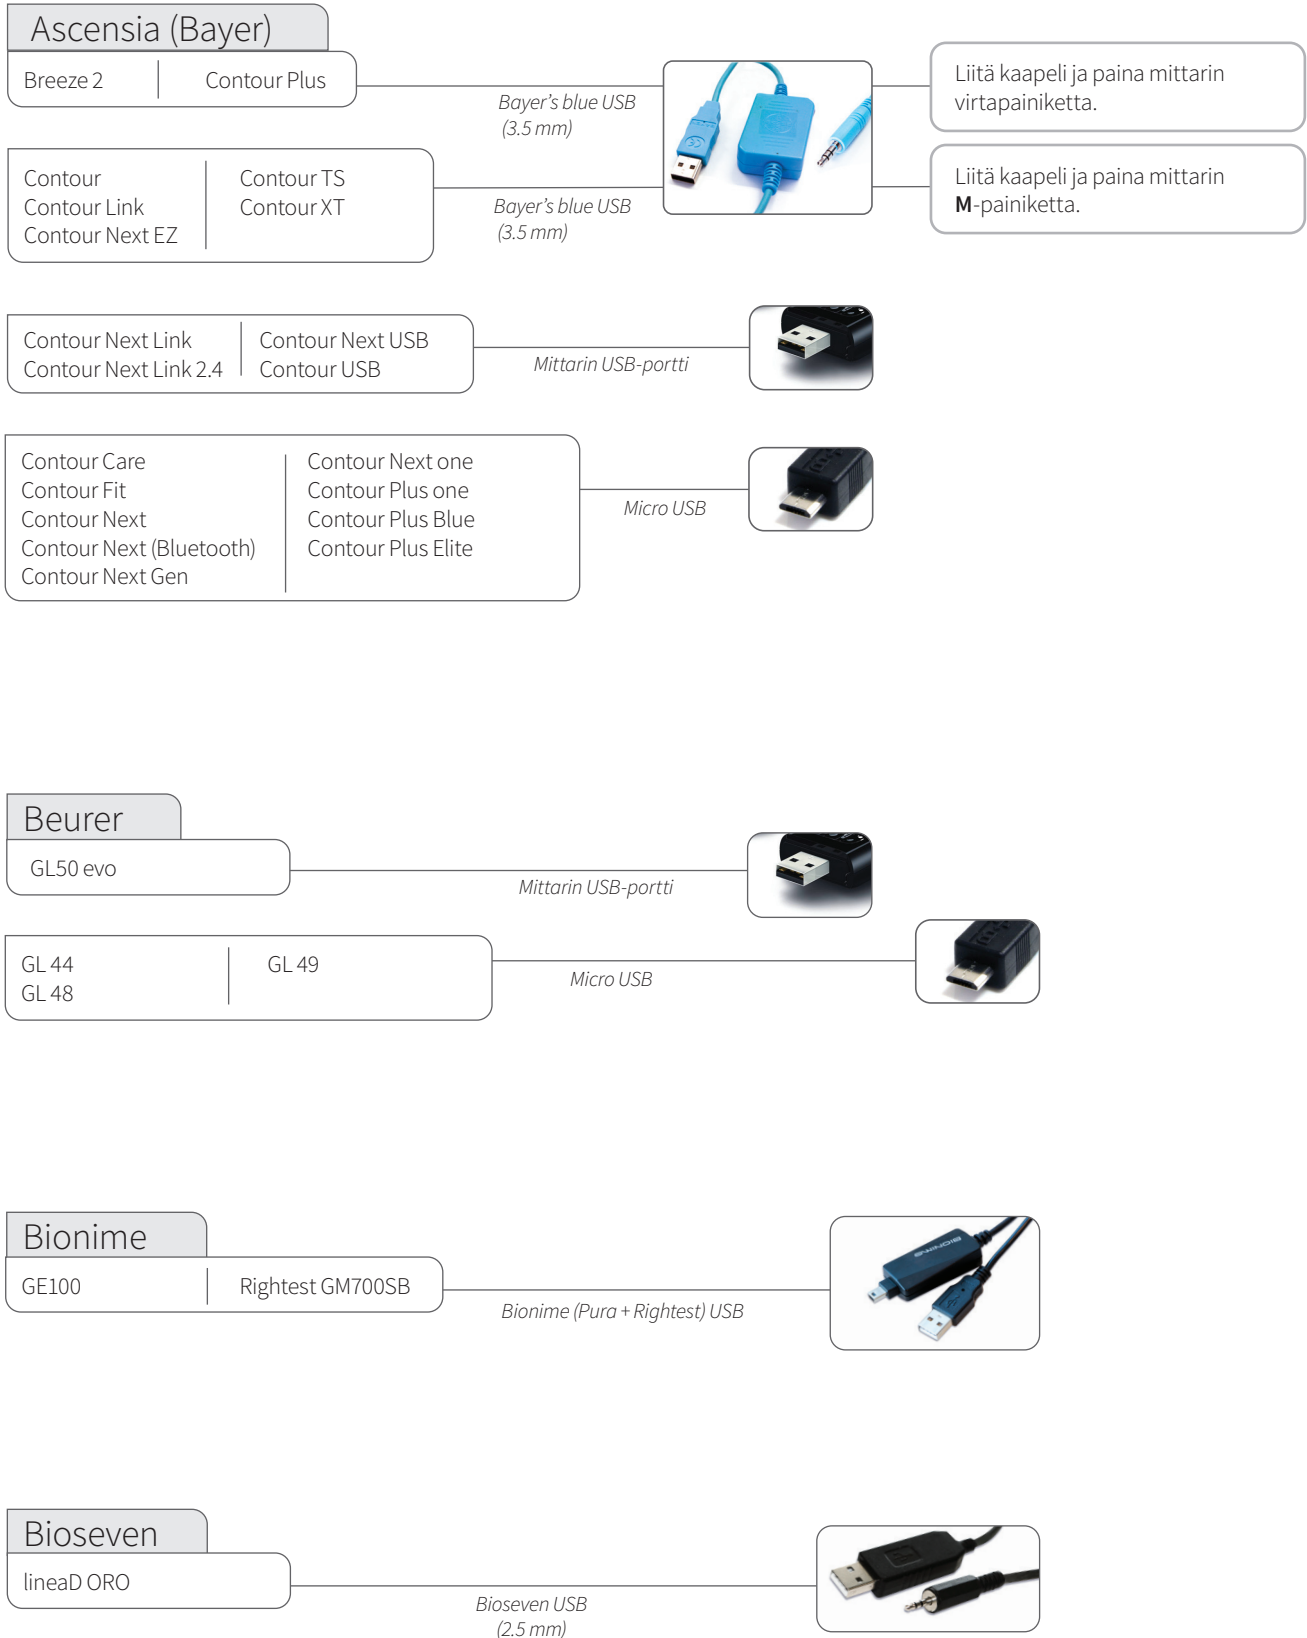 Ascensia (Bayer)
Breeze 2
Contour Plus
Bayer's blue USB
(3.5 mm)
Liitä kaapeli ja paina mittarin
virtapainiketta.
Contour
Contour Link
Contour Next EZ
Contour TS
Contour XT
Bayer's blue USB
(3.5 mm)
Liitä kaapeli ja paina mittarin
M-painiketta.
Contour Next Link
Contour Next Link 2.4
Contour Next USB
Contour USB
Mittarin USB-portti
Contour Care
Contour Fit
Contour Next
Contour Next (Bluetooth)
Contour Next Gen
Contour Next one
Contour Plus one
Contour Plus Blue
Contour Plus Elite
Micro USB
Beurer
GL50 evo
Mittarin USB-portti
GL 44
GL 48
GL 49
Micro USB
Bionime
GE100
Rightest GM700SB
Bionime (Pura + Rightest) USB
BIONIME
Bioseven
lineaD ORO
Bioseven USB
(2.5 mm)